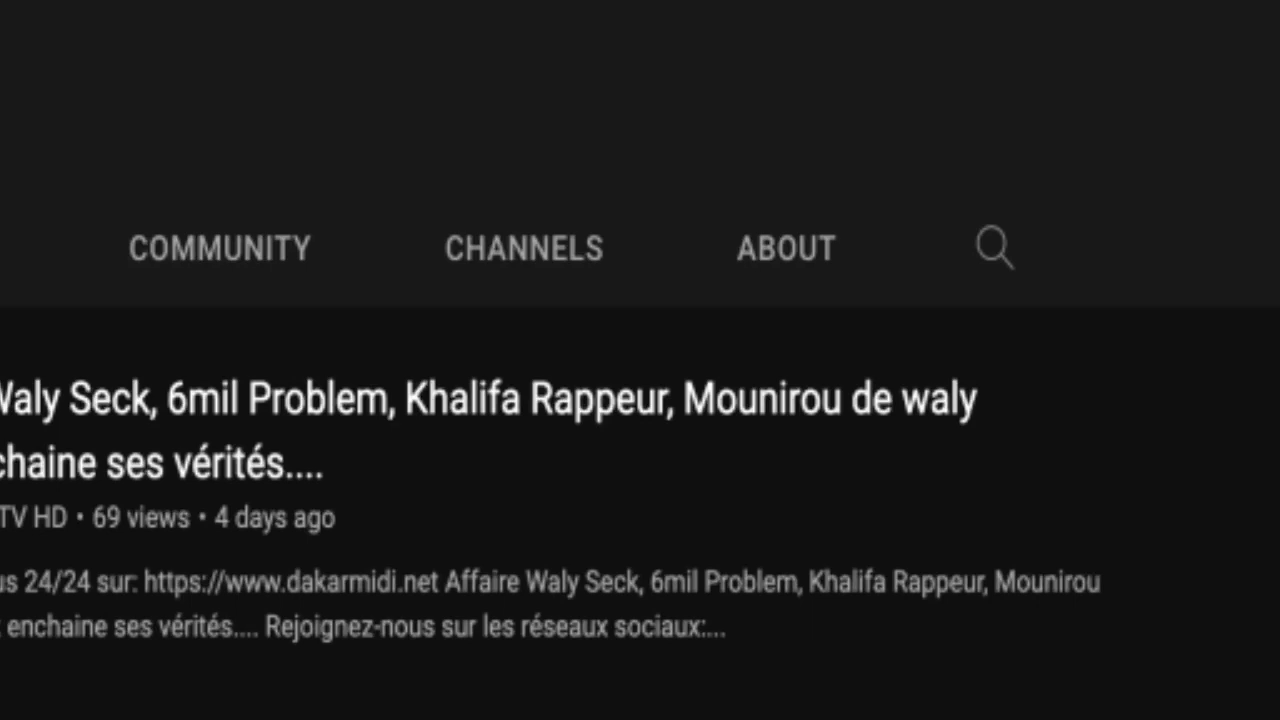 COMMUNITY CHANNELS ABOUT
Waly Seck, 6mil Problem, Khalifa Rappeur, Mounirou de waly
chaine ses vérités....
TV HD • 69 views • 4 days ago
us 24/24 sur: https://www.dakarmidi.net Affaire Waly Seck, 6mil Problem, Khalifa Rappeur, Mounirou
enchaine ses vérités.... Rejoignez-nous sur les réseaux sociaux:...